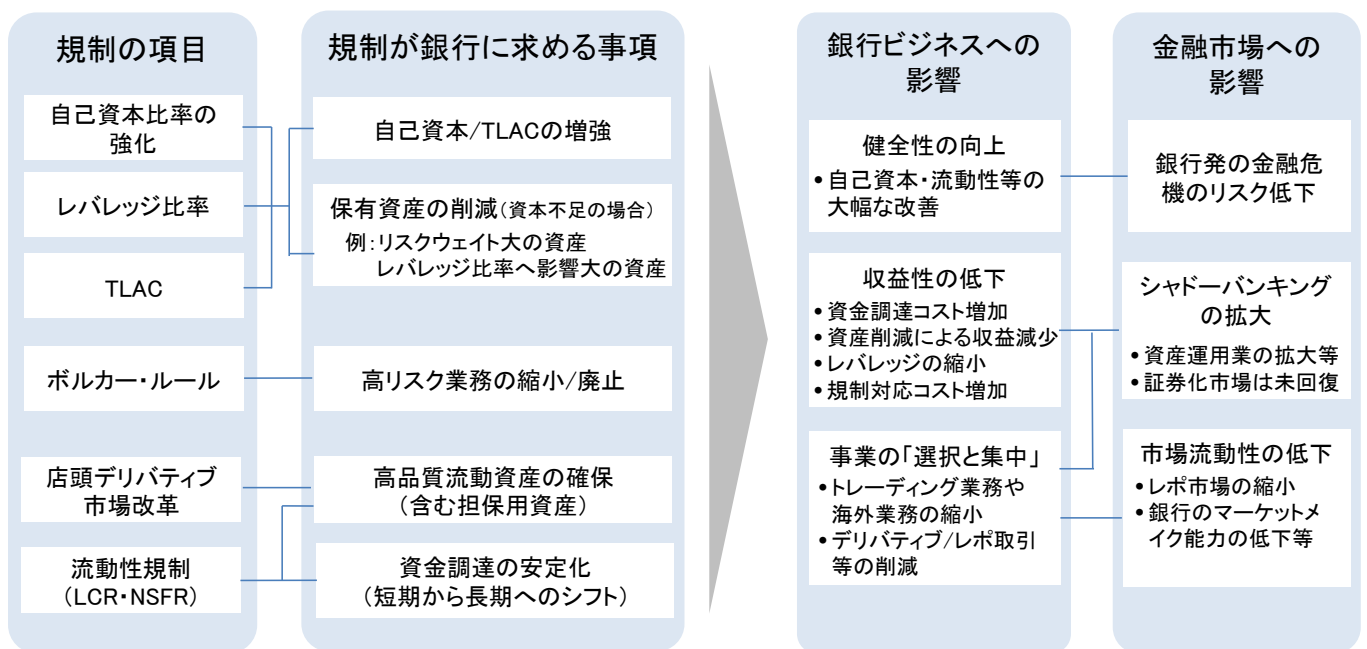 規制の項目
自己資本比率の
強化
レバレッジ比率
TLAC
ボルカー・ルール
店頭デリバティブ
市場改革
流動性規制
(LCR・NSFR)
規制が銀行に求める事項
自己資本/TLACの増強
保有資産の削減(資本不足の場合)
例:リスクウェイト大の資産
レバレッジ比率へ影響大の資産
高リスク業務の縮小/廃止
高品質流動資産の確保
(含む担保用資産)
資金調達の安定化
(短期から長期へのシフト)
銀行ビジネスへの
影響
健全性の向上
•自己資本・流動性等の
大幅な改善
収益性の低下
•資金調達コスト増加
•資産削減による収益減少
•レバレッジの縮小
•規制対応コスト増加
事業の「選択と集中」
•トレーディング業務や
海外業務の縮小
•デリバティブ/レポ取引
等の削減
金融市場への
影響
銀行発の金融危
機のリスク低下
シャドーバンキング
の拡大
•資産運用業の拡大等
•証券化市場は未回復
市場流動性の低下
•レポ市場の縮小
•銀行のマーケットメ
イク能力の低下等